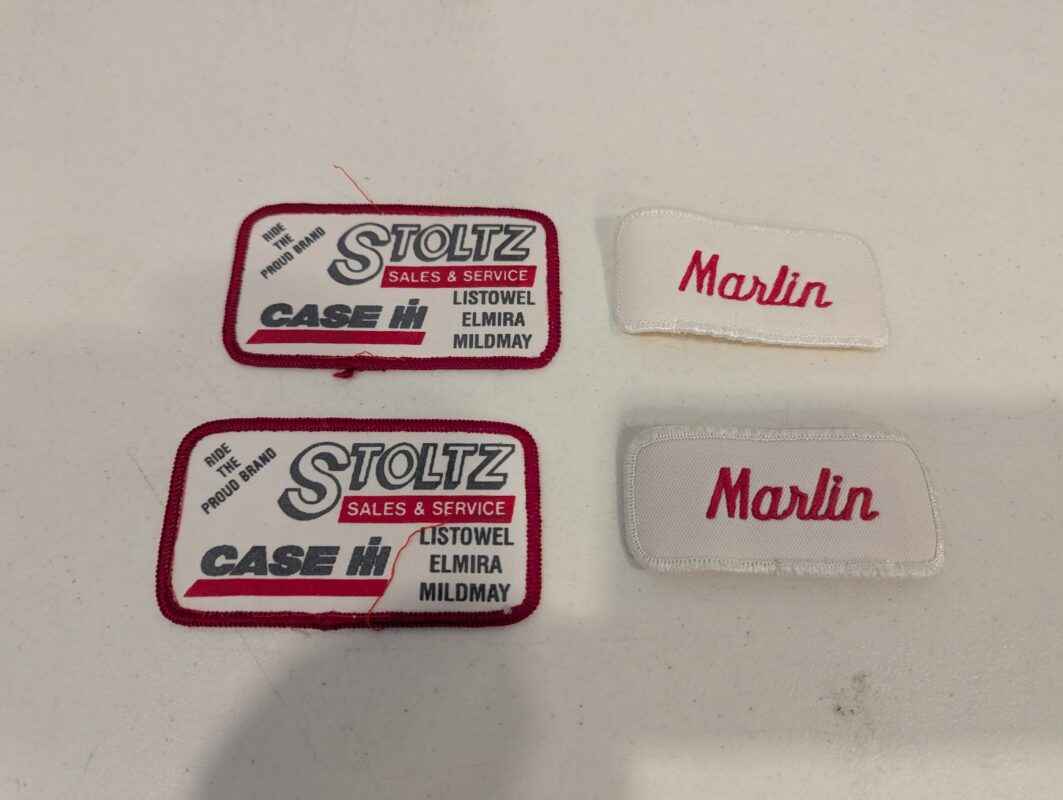 RIDE
THE
PROUD BRAND
STOLTZ
SALES & SERVICE
CASE IH
LISTOWEL
ELMIRA
MILDMAY
Marlin
RIDE
THE
PROUD BRAND
STOLTZ
SALES & SERVICE
CASE IH
LISTOWEL
ELMIRA
MILDMAY
Marlin